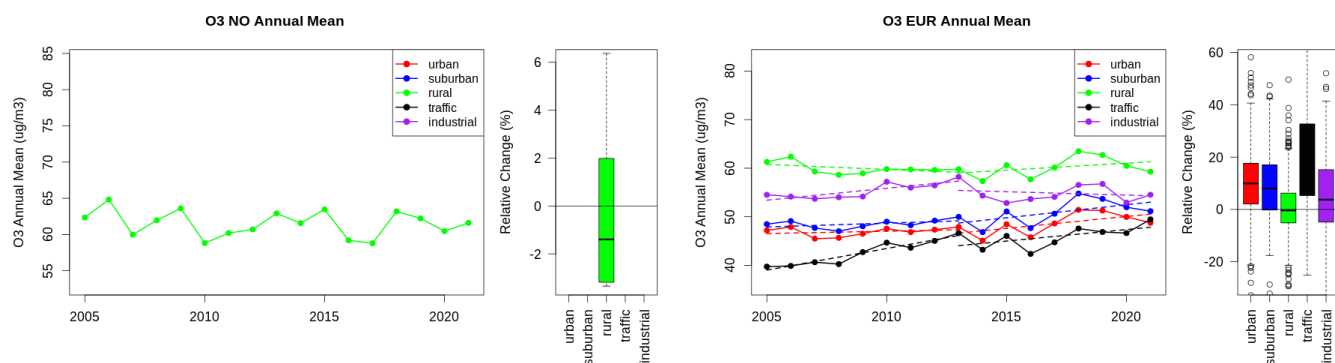 O3 NO Annual Mean
O3 Annual Mean (ug/m3)
85
80
75
70
65
60
55
2005
2010
2015
2020
urban
suburban
rural
traffic
industrial
Relative Change (%)
6
4
2
0
-2
urban
suburban
rural
traffic
industrial
O3 EUR Annual Mean
O3 Annual Mean (ug/m3)
80
70
60
50
40
2005
2010
2015
2020
urban
suburban
rural
traffic
industrial
Relative Change (%)
60
40
20
0
-20
urban
suburban
rural
traffic
industrial